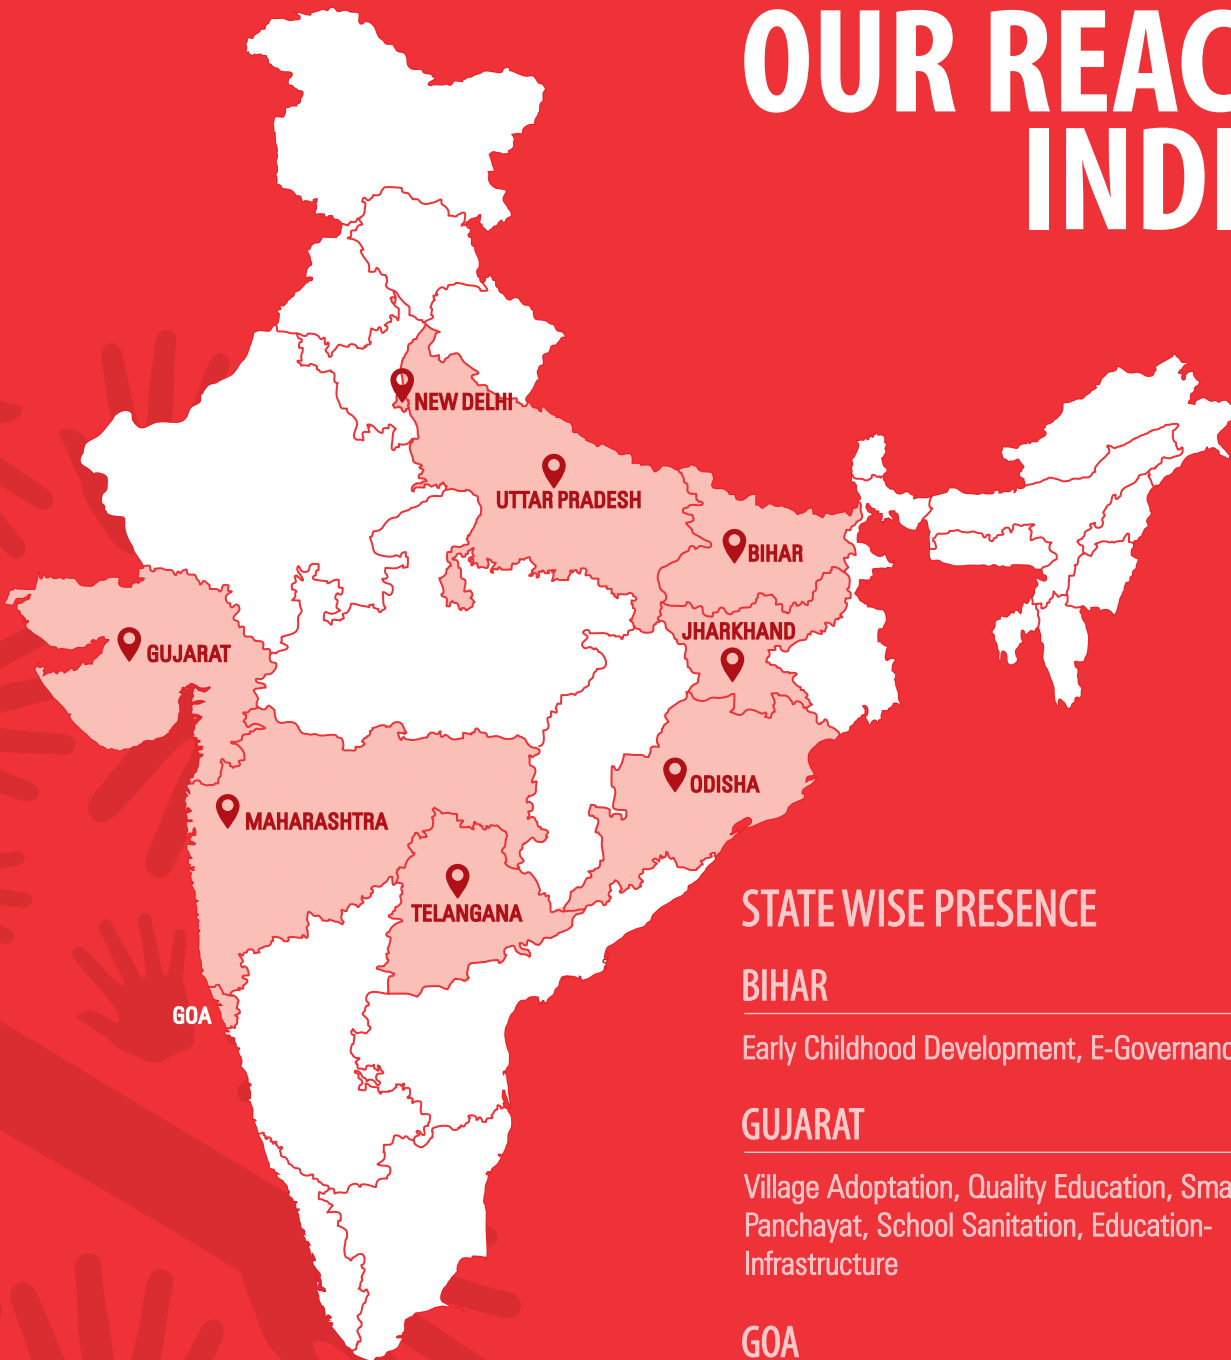 OUR REAC
INDI
NEW DELHI
UTTAR PRADESH
BIHAR
JHARKHAND
GUJARAT
ODISHA
MAHARASHTRA
TELANGANA
GOA
STATE WISE PRESENCE
BIHAR
Early Childhood Development, E-Governanc
GUJARAT
Village Adoptation, Quality Education, Sma
Panchayat, School Sanitation, Education-
Infrastructure
GOA